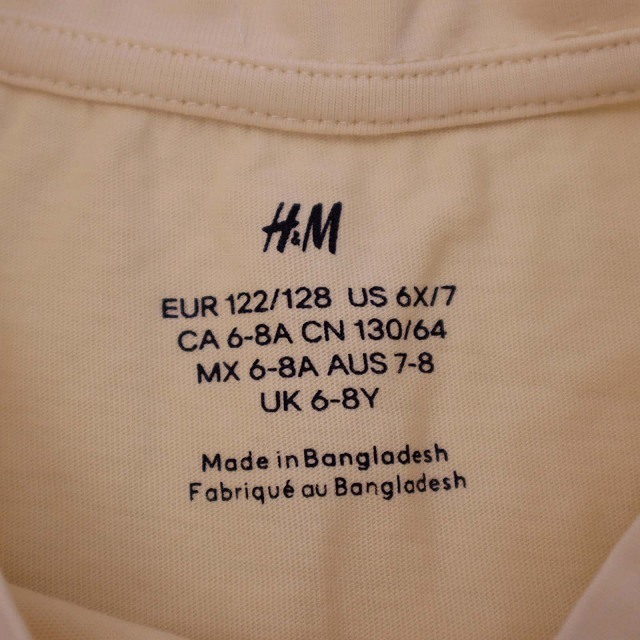 H&M
EUR 122/128 US 6X/7
CA 6-8A CN 130/64
MX 6-8A AUS 7-8
UK 6-8Y
Made in Bangladesh
Fabriqué au Bangladesh